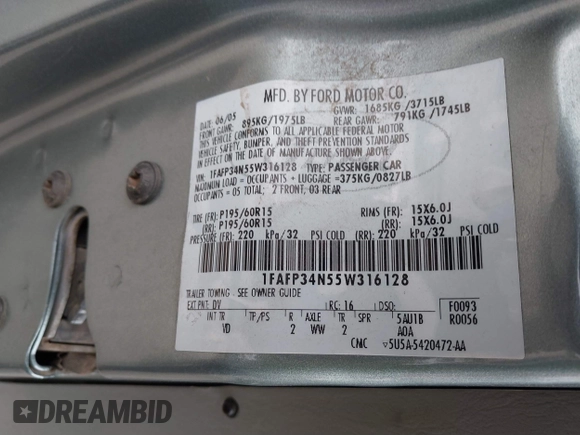 MFD. BY FORD MOTOR CO.
DATE: 06/05 GVWR: 1685KG /3715LB
FRONT GAWR: 895KG/1975LB REAR GAWR: 791KG /1745LB
THIS VEHICLE CONFORMS TO ALL APPLICABLE FEDERAL MOTOR
VEHICLE SAFETY, BUMPER, AND THEFT PREVENTION STANDARDS
IN EFFECT ON THE DATE OF MANUFACTURE SHOWN ABOVE.
VIN: 1FAFP34N55W316128 TYPE: PASSENGER CAR
MAXIMUM LOAD = OCCUPANTS + LUGGAGE =375KG/0827LB
OCCUPANTS = 05 TOTAL; 2 FRONT, 03 REAR
TIRE (FR): P195/60R15 RIMS (FR): 15X6.0J
(RR): P195/60R15 (RR): 15X6.0J
PRESSURE (FR): 220 kPa/32 PSI COLD (RR): 220 kPa/32 PSI COLD
1FAFP34N55W316128
TRAILER TOWING - SEE OWNER GUIDE
EXT PNT: DV RC: 16 DSO: F0093
INT TR TP/PS R AXLE TR SPR 5AU1B R0056
VD 2 WW 2 AOA
CMC ▽5U5A-5420472-AA
DREAMBID